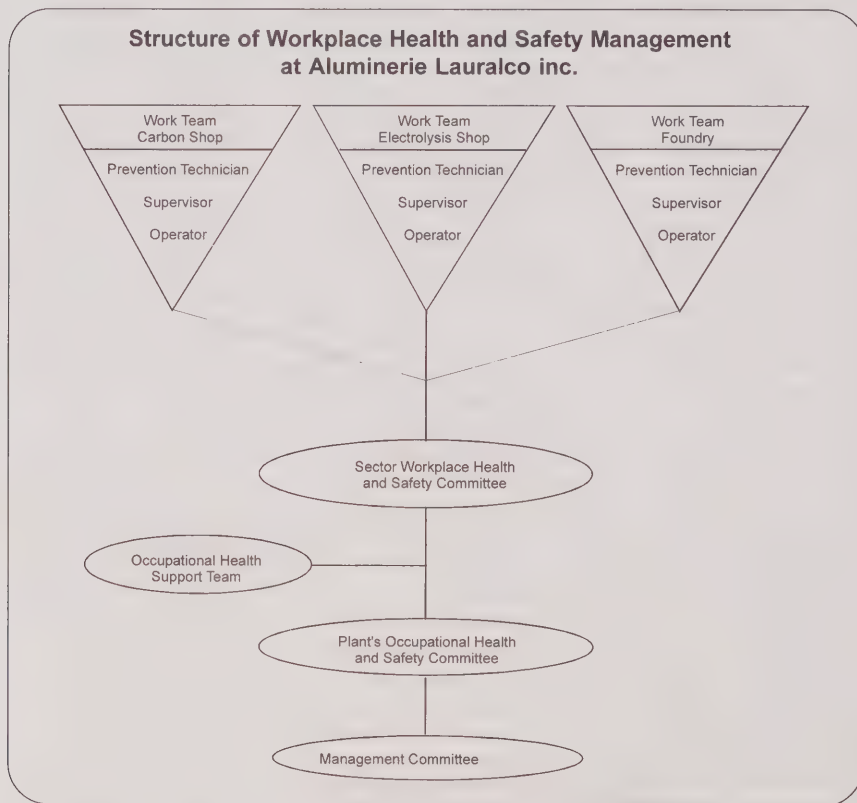 Structure of Workplace Health and Safety Management
at Aluminerie Lauralco inc.
Work Team
Carbon Shop
Prevention Technician
Supervisor
Operator
Work Team
Electrolysis Shop
Prevention Technician
Supervisor
Operator
Work Team
Foundry
Prevention Technician
Supervisor
Operator
Sector Workplace Health
and Safety Committee
Occupational Health
Support Team
Plant's Occupational Health
and Safety Committee
Management Committee